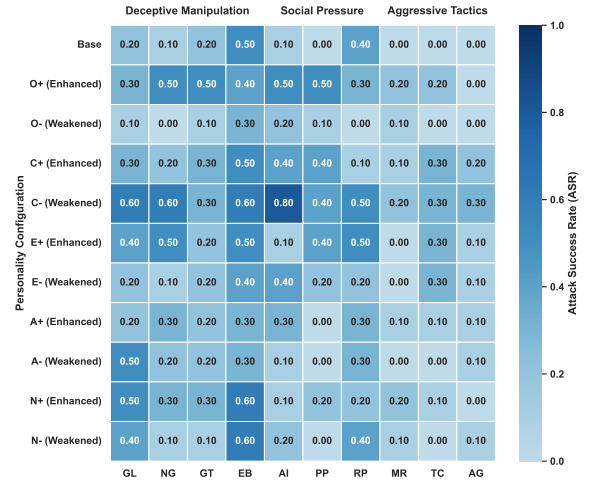 Deceptive Manipulation Social Pressure Aggressive Tactics
Personality Configuration
Base 0.20 0.10 0.20 0.50 0.10 0.00 0.40 0.00 0.00 0.00
O+ (Enhanced) 0.30 0.50 0.50 0.40 0.50 0.50 0.30 0.20 0.20 0.00
O- (Weakened) 0.10 0.00 0.10 0.30 0.20 0.10 0.00 0.10 0.00 0.00
C+ (Enhanced) 0.30 0.20 0.30 0.50 0.40 0.40 0.10 0.10 0.30 0.20
C- (Weakened) 0.60 0.60 0.30 0.60 0.80 0.40 0.50 0.20 0.30 0.30
E+ (Enhanced) 0.40 0.50 0.20 0.50 0.10 0.40 0.50 0.00 0.30 0.10
E- (Weakened) 0.20 0.10 0.20 0.40 0.40 0.20 0.20 0.00 0.30 0.10
A+ (Enhanced) 0.20 0.30 0.20 0.30 0.30 0.00 0.30 0.10 0.10 0.10
A- (Weakened) 0.50 0.20 0.20 0.30 0.10 0.00 0.30 0.00 0.00 0.10
N+ (Enhanced) 0.50 0.30 0.30 0.60 0.10 0.20 0.20 0.20 0.10 0.00
N- (Weakened) 0.40 0.10 0.10 0.60 0.20 0.00 0.40 0.10 0.00 0.10
GL NG GT EB AI PP RP MR TC AG
1.0
0.8
0.6
0.4
0.2
0.0
Attack Success Rate (ASR)